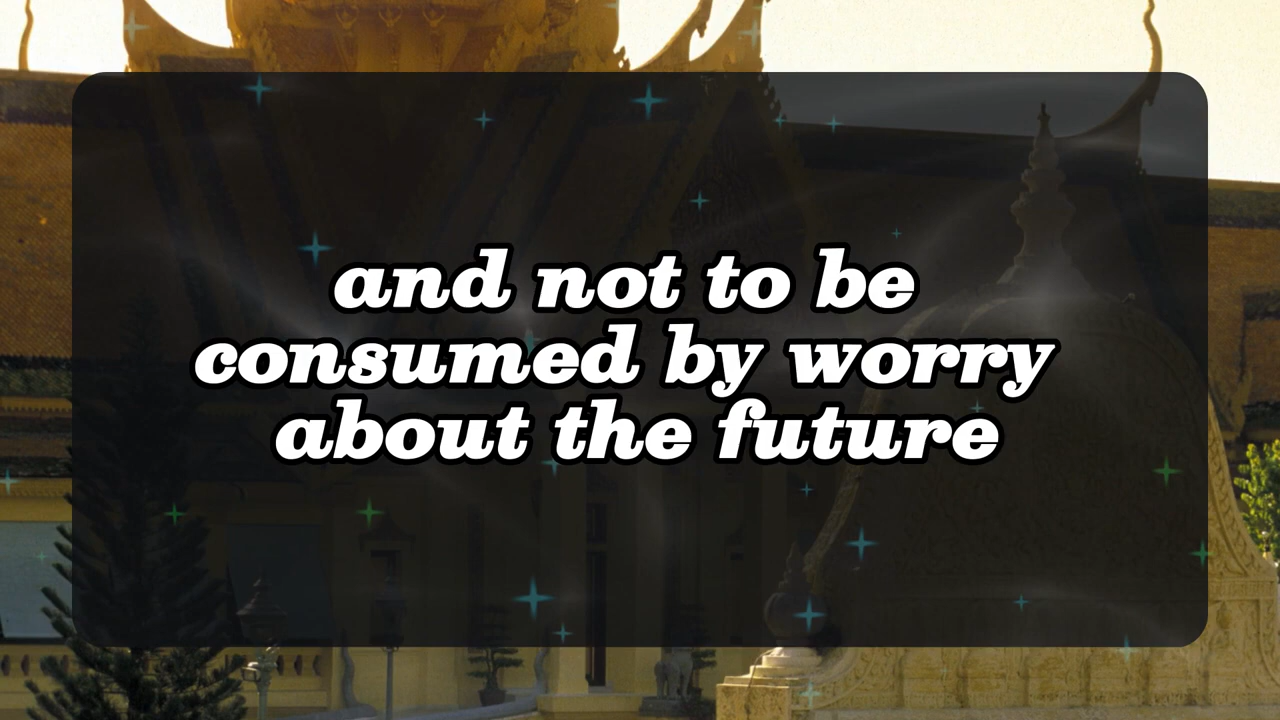 and not to be
consumed by worry
about the future